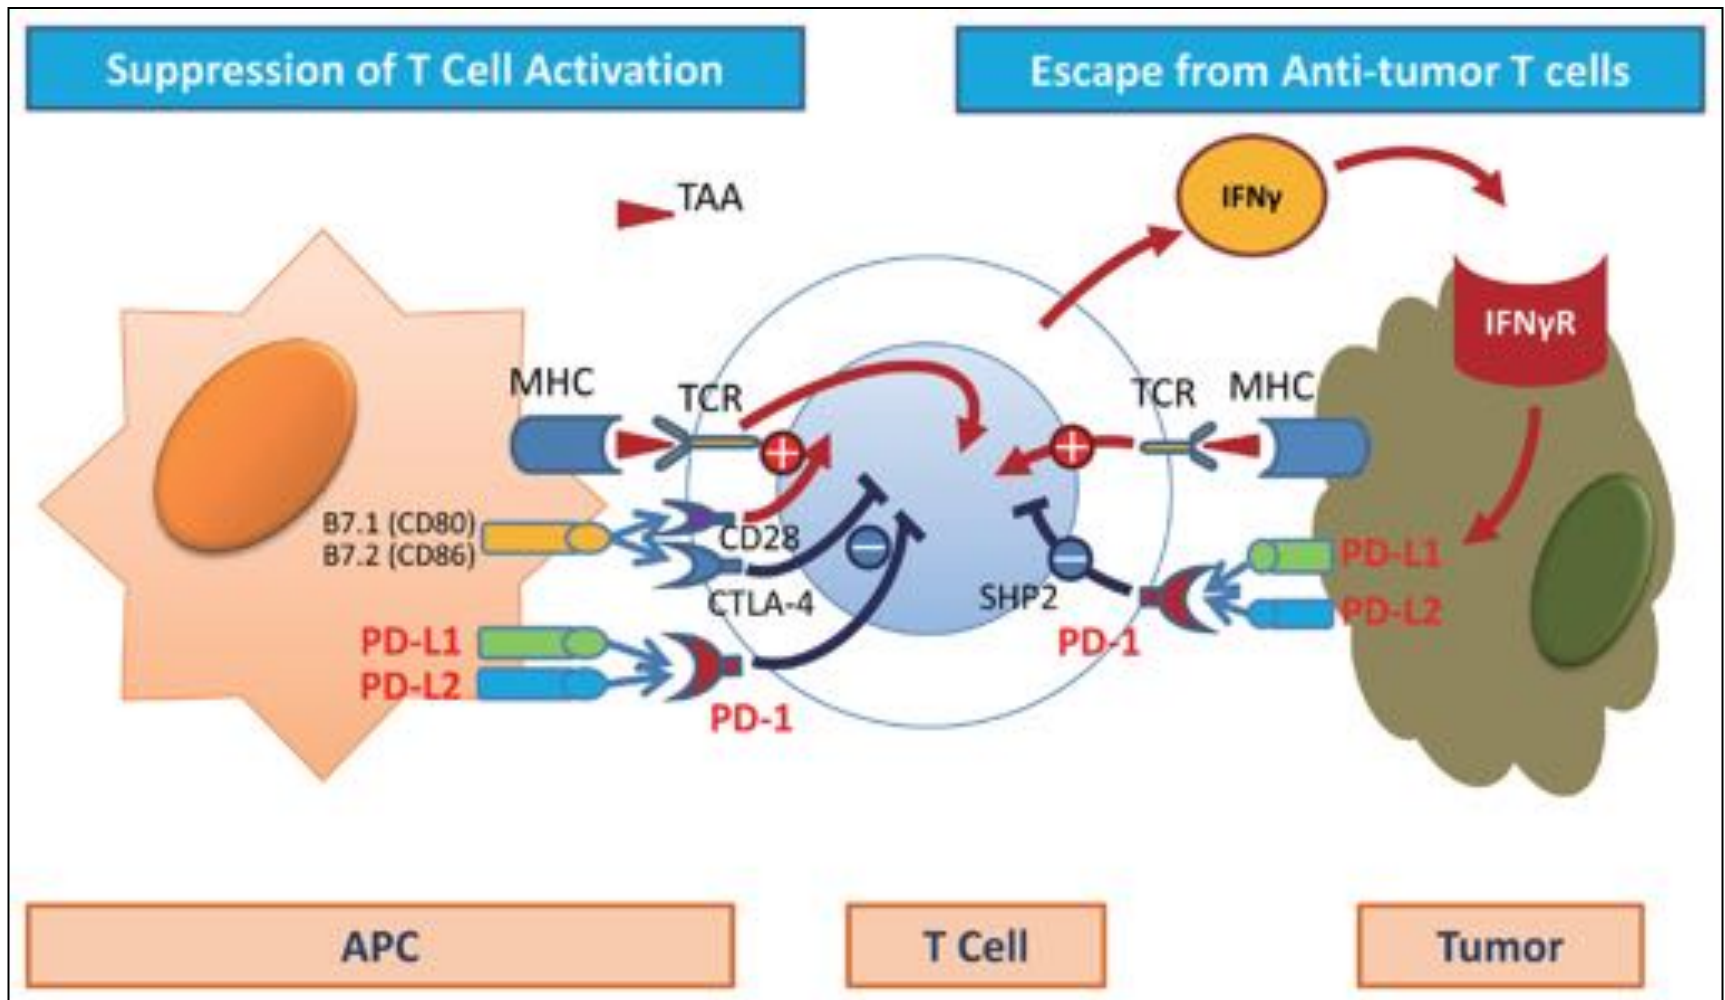 Suppression of T Cell Activation
Escape from Anti-tumor T cells
TAA
IFNγ
IFNγR
MHC
TCR
TCR
MHC
B7.1 (CD80)
B7.2 (CD86)
CD28
CTLA-4
SHP2
PD-L1
PD-L2
PD-1
PD-L1
PD-L2
PD-1
APC
T Cell
Tumor